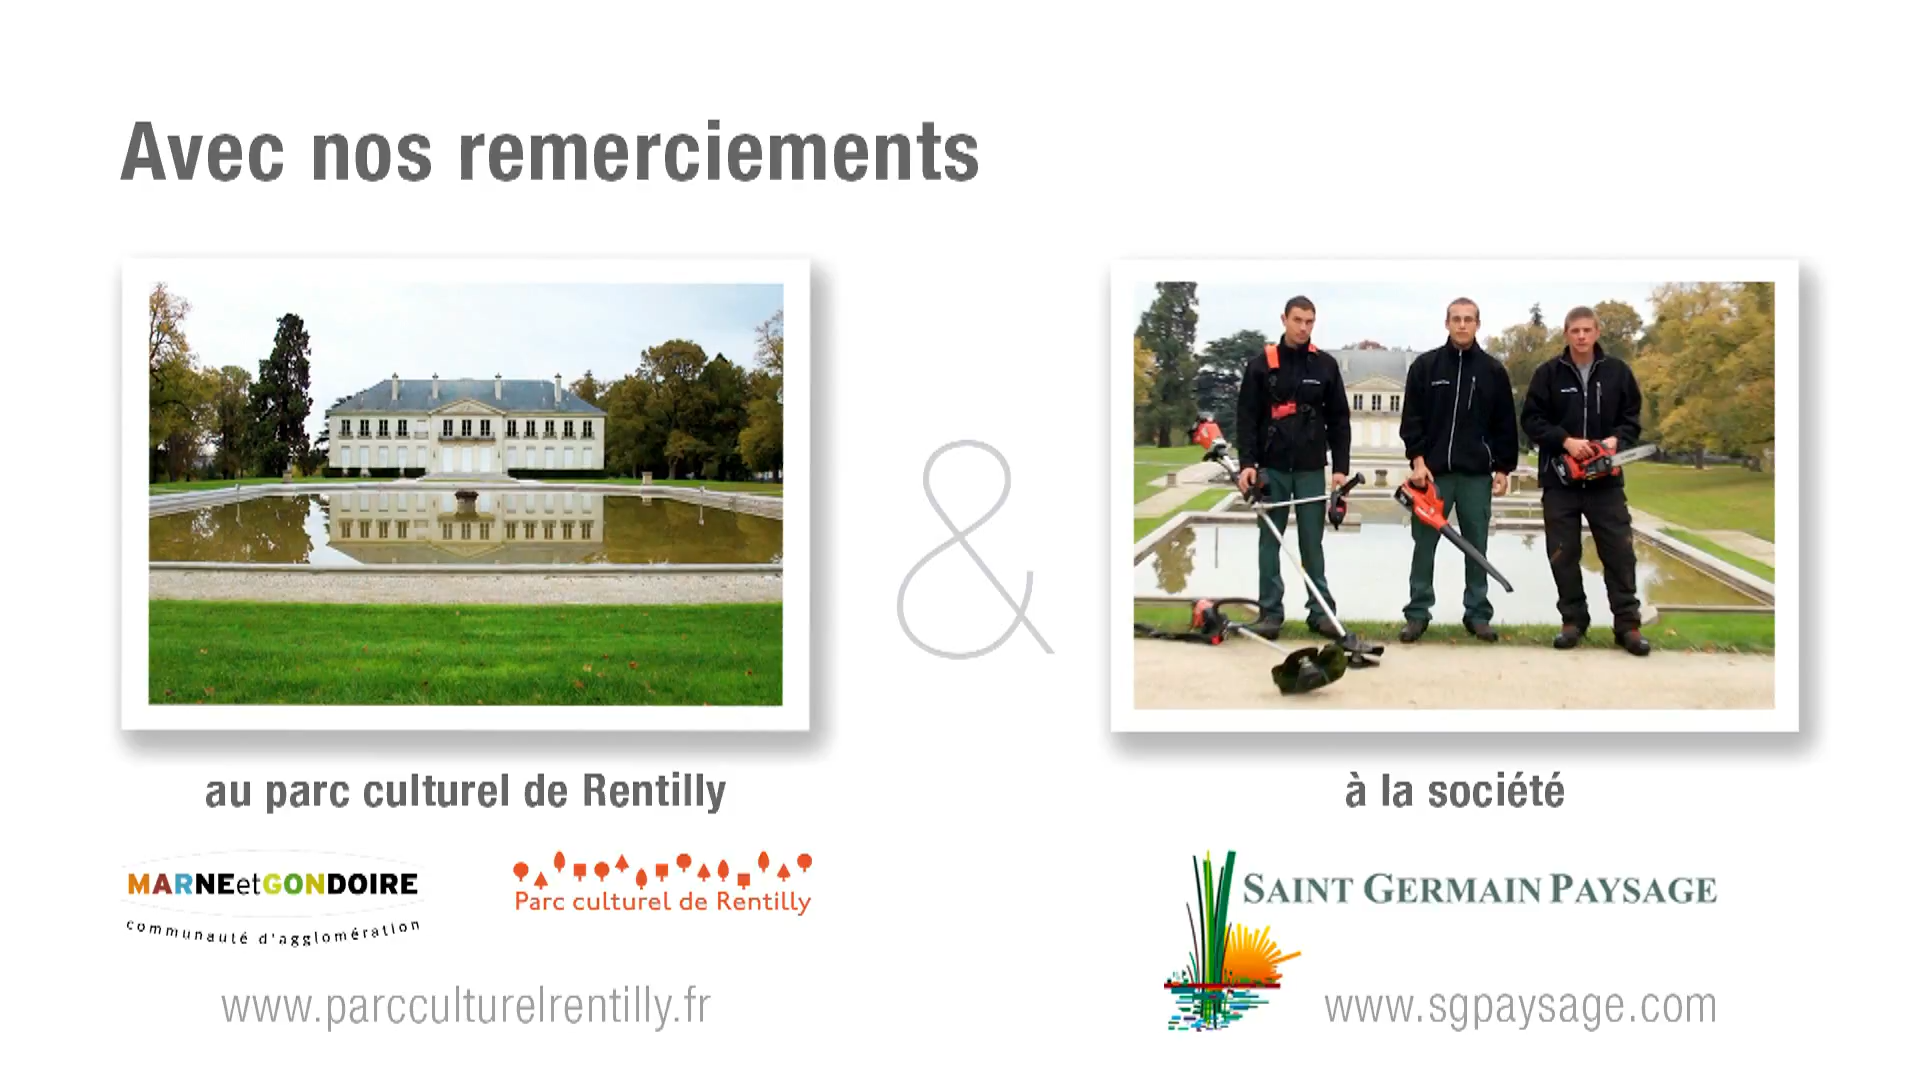 Avec nos remerciements
&
au parc culturel de Rentilly
MARNEetGONDOIRE
communauté d'agglomération
Parc culturel de Rentilly
www.parcculturelrentilly.fr
à la société
SAINT GERMAIN PAYSAGE
www.sgpaysage.com